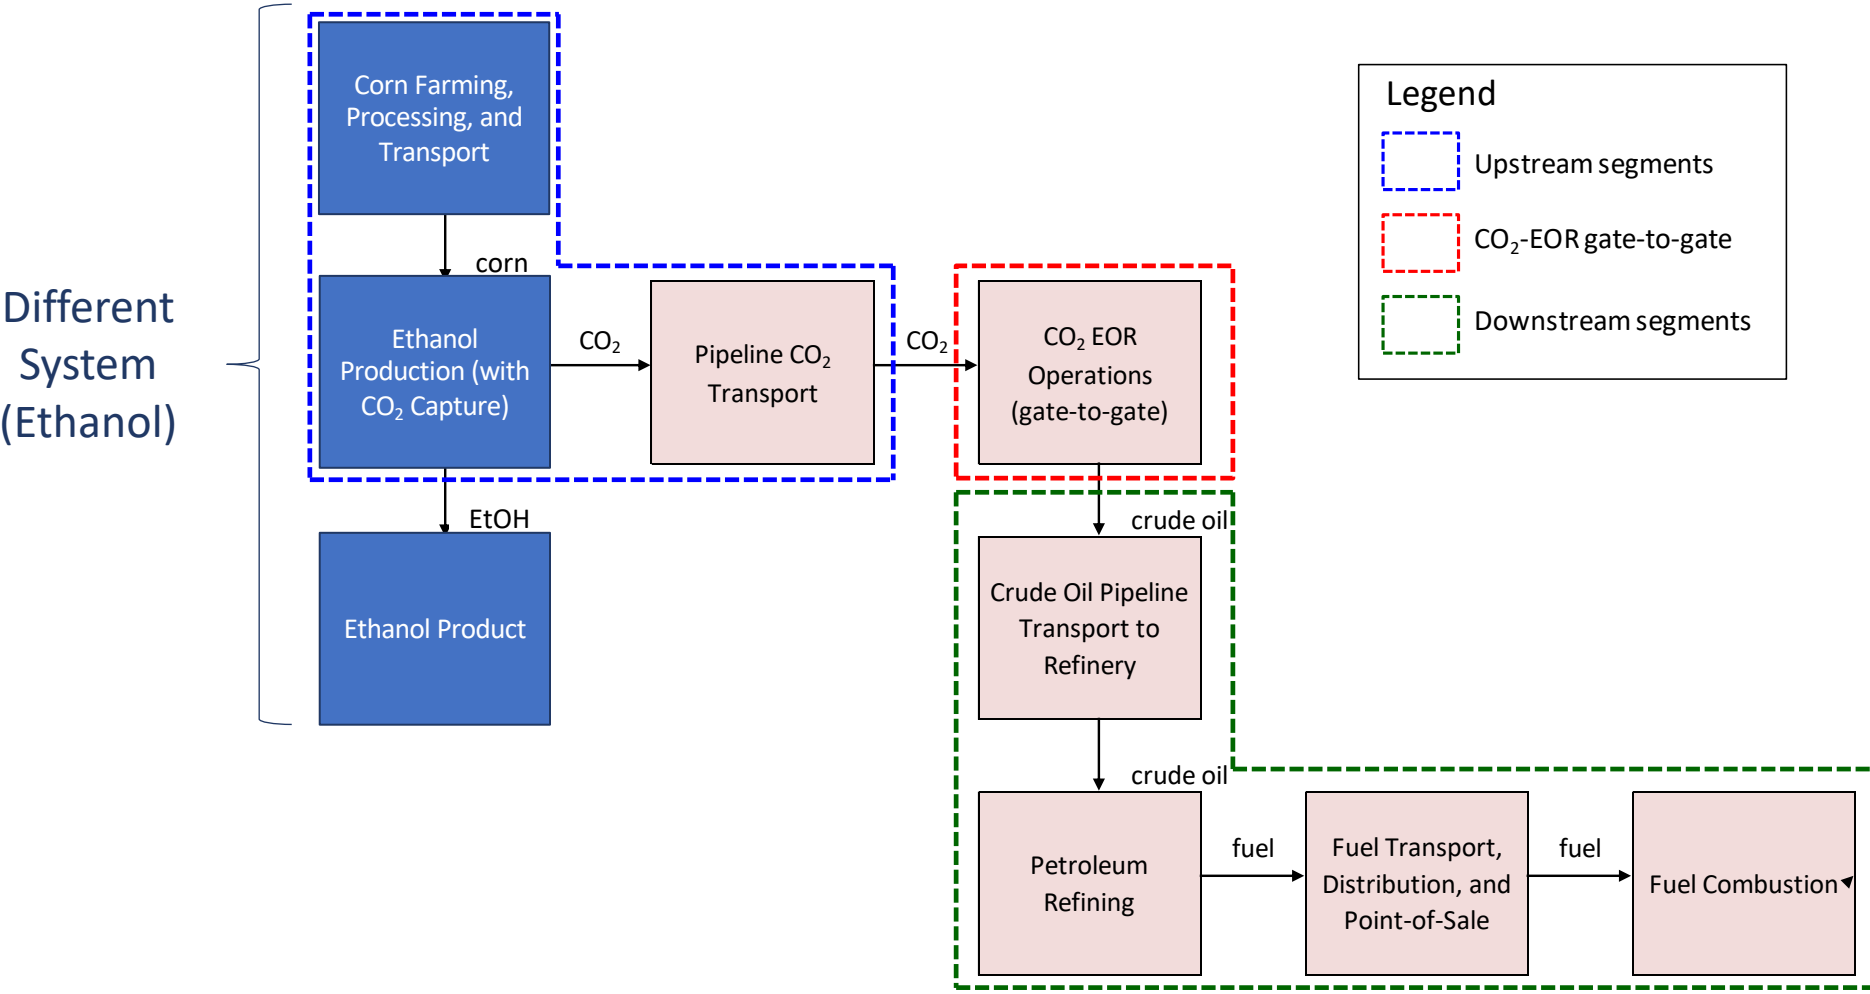 Different
System
(Ethanol)
Corn Farming,
Processing, and
Transport
corn
Ethanol
Production (with
CO₂ Capture)
CO₂
Pipeline CO₂
Transport
CO₂
CO₂ EOR
Operations
(gate-to-gate)
EtOH
Ethanol Product
crude oil
Crude Oil Pipeline
Transport to
Refinery
crude oil
Petroleum
Refining
fuel
Fuel Transport,
Distribution, and
Point-of-Sale
fuel
Fuel Combustion
Legend
Upstream segments
CO₂-EOR gate-to-gate
Downstream segments